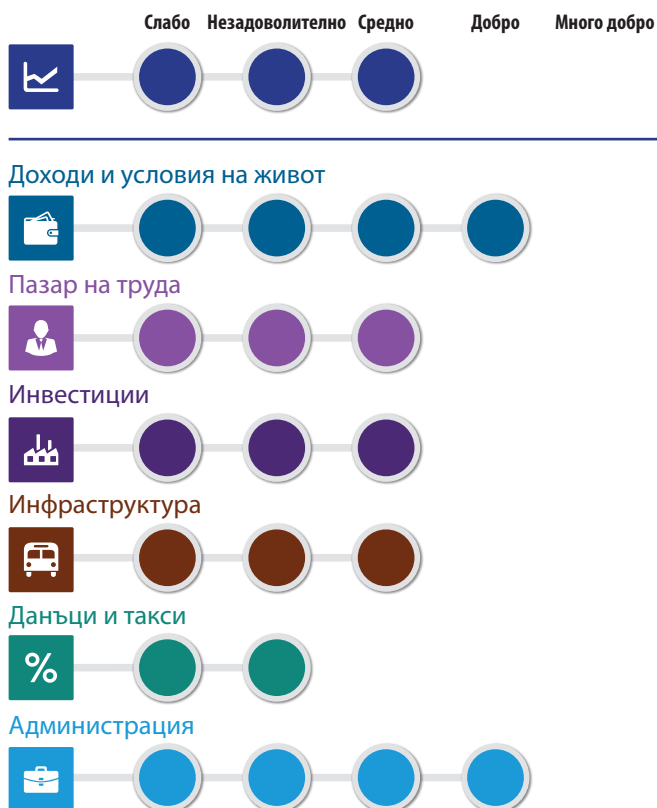 Слабо Незадоволително Средно Добро Много добро
Доходи и условия на живот
Пазар на труда
Инвестиции
Инфраструктура
Данъци и такси
%
Администрация